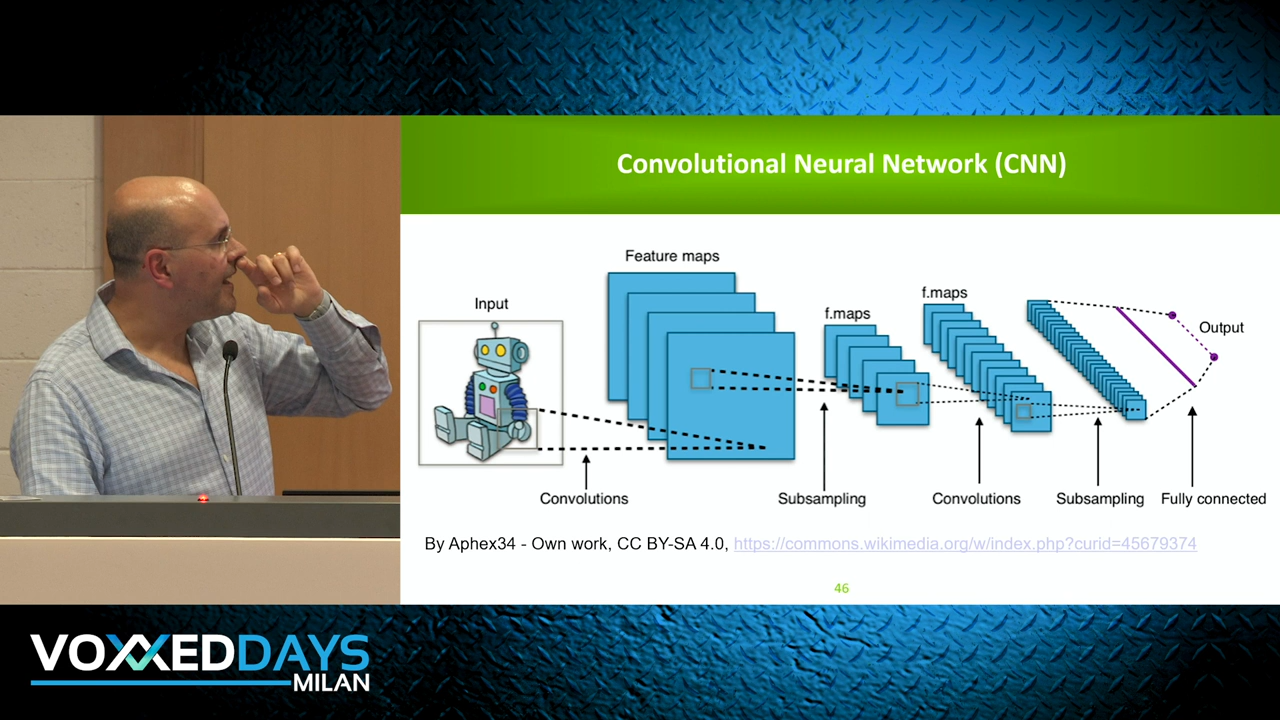 Convolutional Neural Network (CNN)
Feature maps
Input
f.maps
f.maps
Output
Convolutions
Subsampling
Convolutions
Subsampling
Fully connected
By Aphex34 - Own work, CC BY-SA 4.0, https://commons.wikimedia.org/w/index.php?curid=45679374
46
VOXXEDDAYS
MILAN